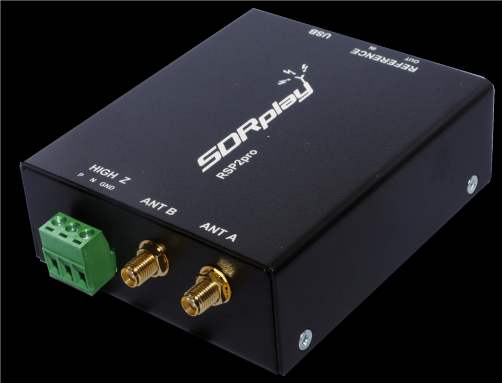 USB
REFERENCE
IN
OUT
SDRplay
RSP2pro
HIGH Z
P N GND
ANT B
ANT A